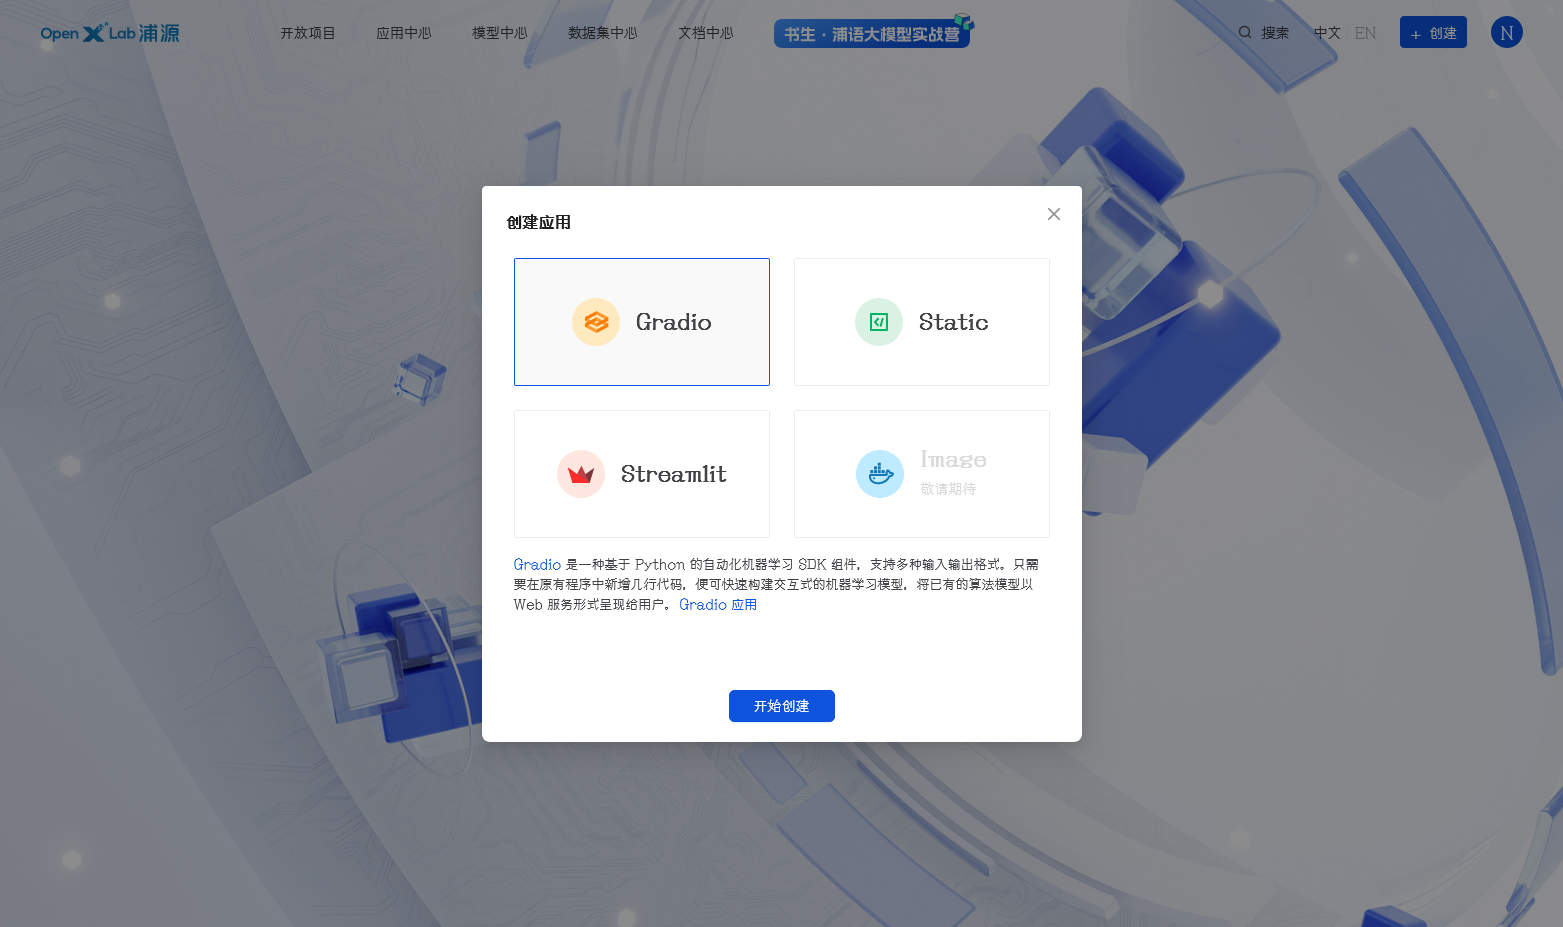 Open X Lab 浦源 开放项目 应用中心 模型中心 数据集中心 文档中心 书生·浦语大模型实战营 搜索 中文 EN + 创建 N
创建应用
Gradio
Static
Streamlit
Image
敬请期待
Gradio 是一种基于 Python 的自动化机器学习 SDK 组件，支持多种输入输出格式。只需
要在原有程序中新增几行代码，便可快速构建交互式的机器学习模型，将已有的算法模型以
Web 服务形式呈现给用户。 Gradio 应用
开始创建